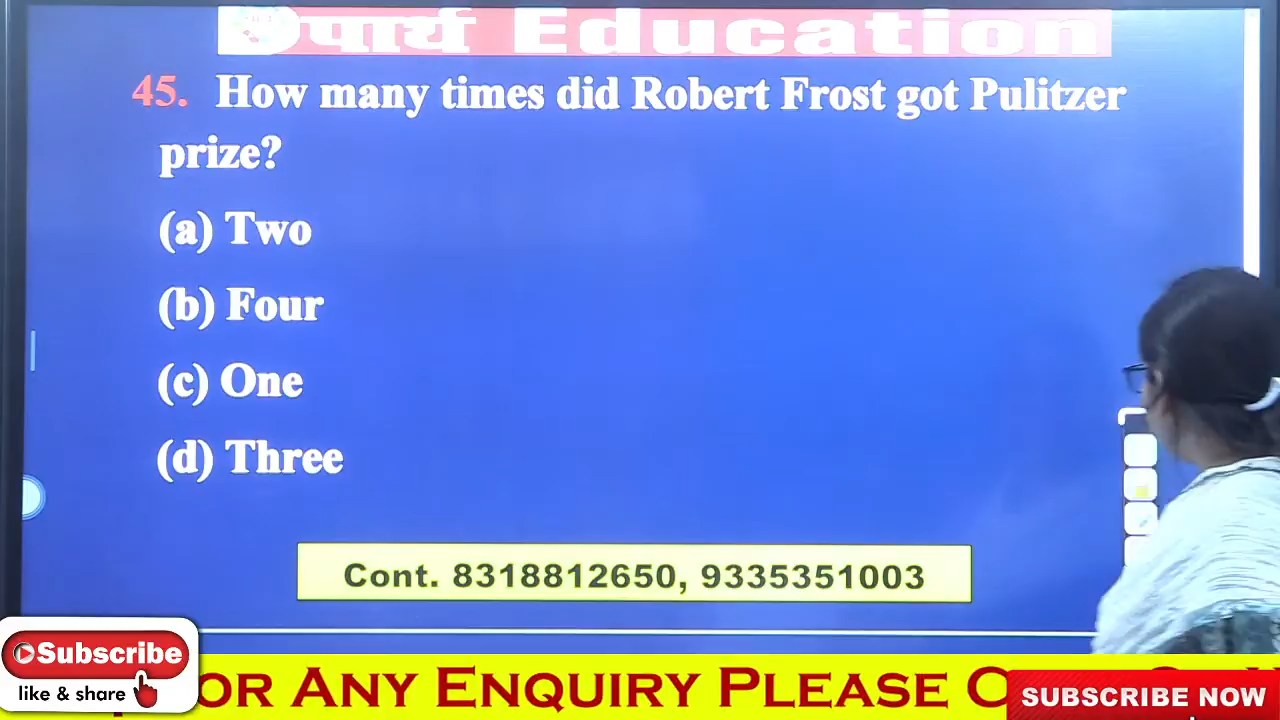 पार्य Education
45. How many times did Robert Frost got Pulitzer
prize?
(a) Two
(b) Four
(c) One
(d) Three
Cont. 8318812650, 9335351003
Subscribe
like & share
OR ANY ENQUIRY PLEASE
SUBSCRIBE NOW